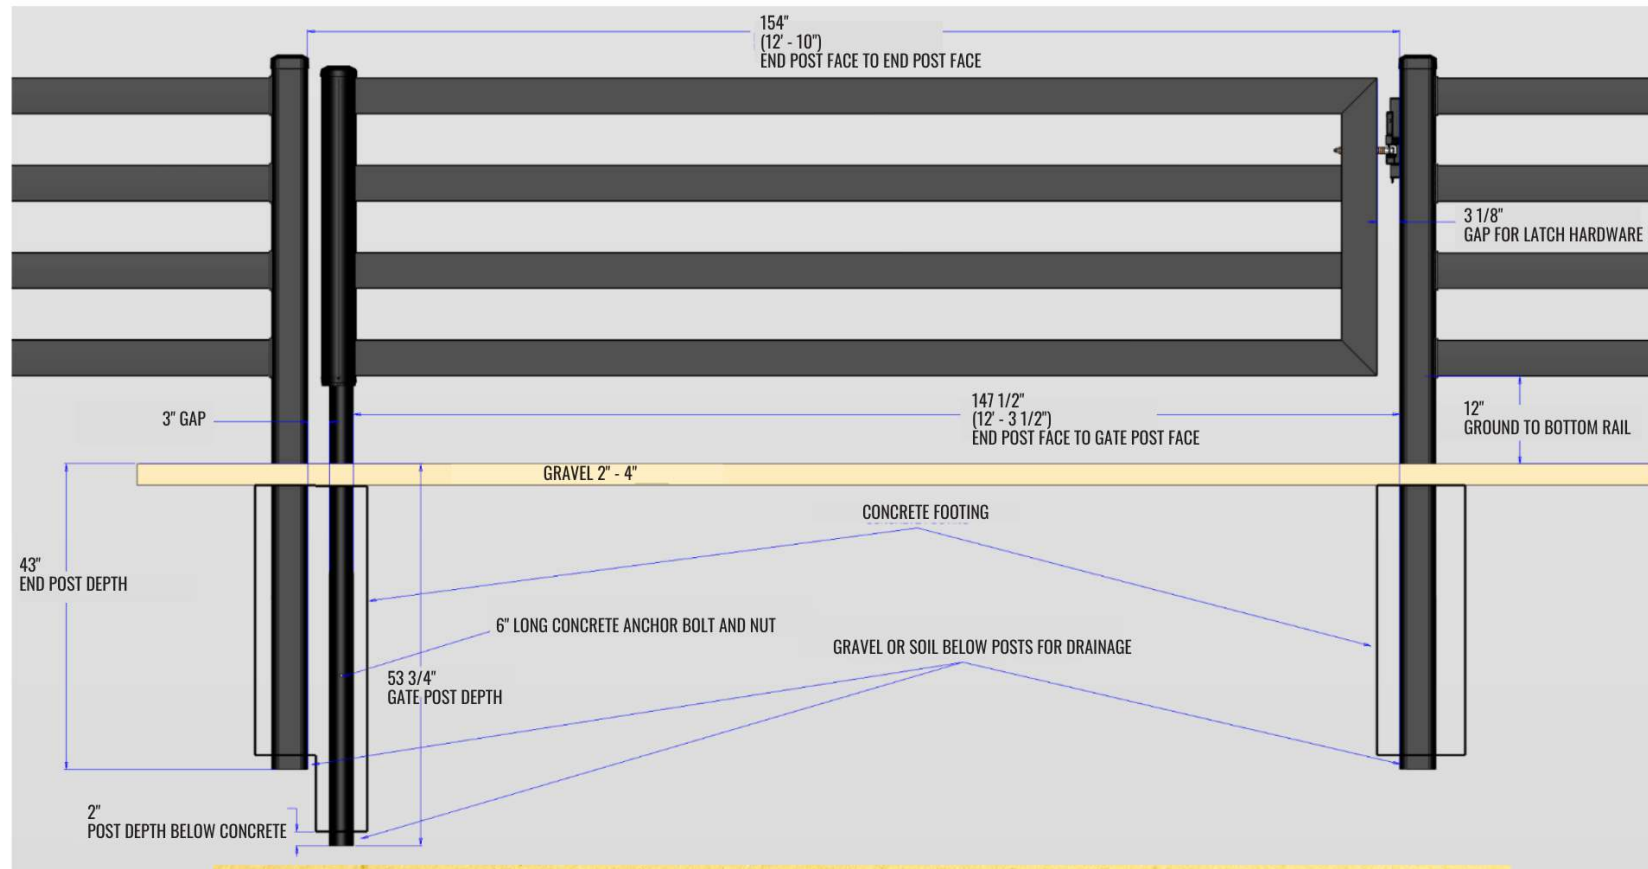 154"
(12' - 10")
END POST FACE TO END POST FACE
3 1/8"
GAP FOR LATCH HARDWARE
3" GAP
147 1/2"
(12' - 3 1/2")
END POST FACE TO GATE POST FACE
12"
GROUND TO BOTTOM RAIL
GRAVEL 2" - 4"
CONCRETE FOOTING
43"
END POST DEPTH
6" LONG CONCRETE ANCHOR BOLT AND NUT
GRAVEL OR SOIL BELOW POSTS FOR DRAINAGE
53 3/4"
GATE POST DEPTH
2"
POST DEPTH BELOW CONCRETE